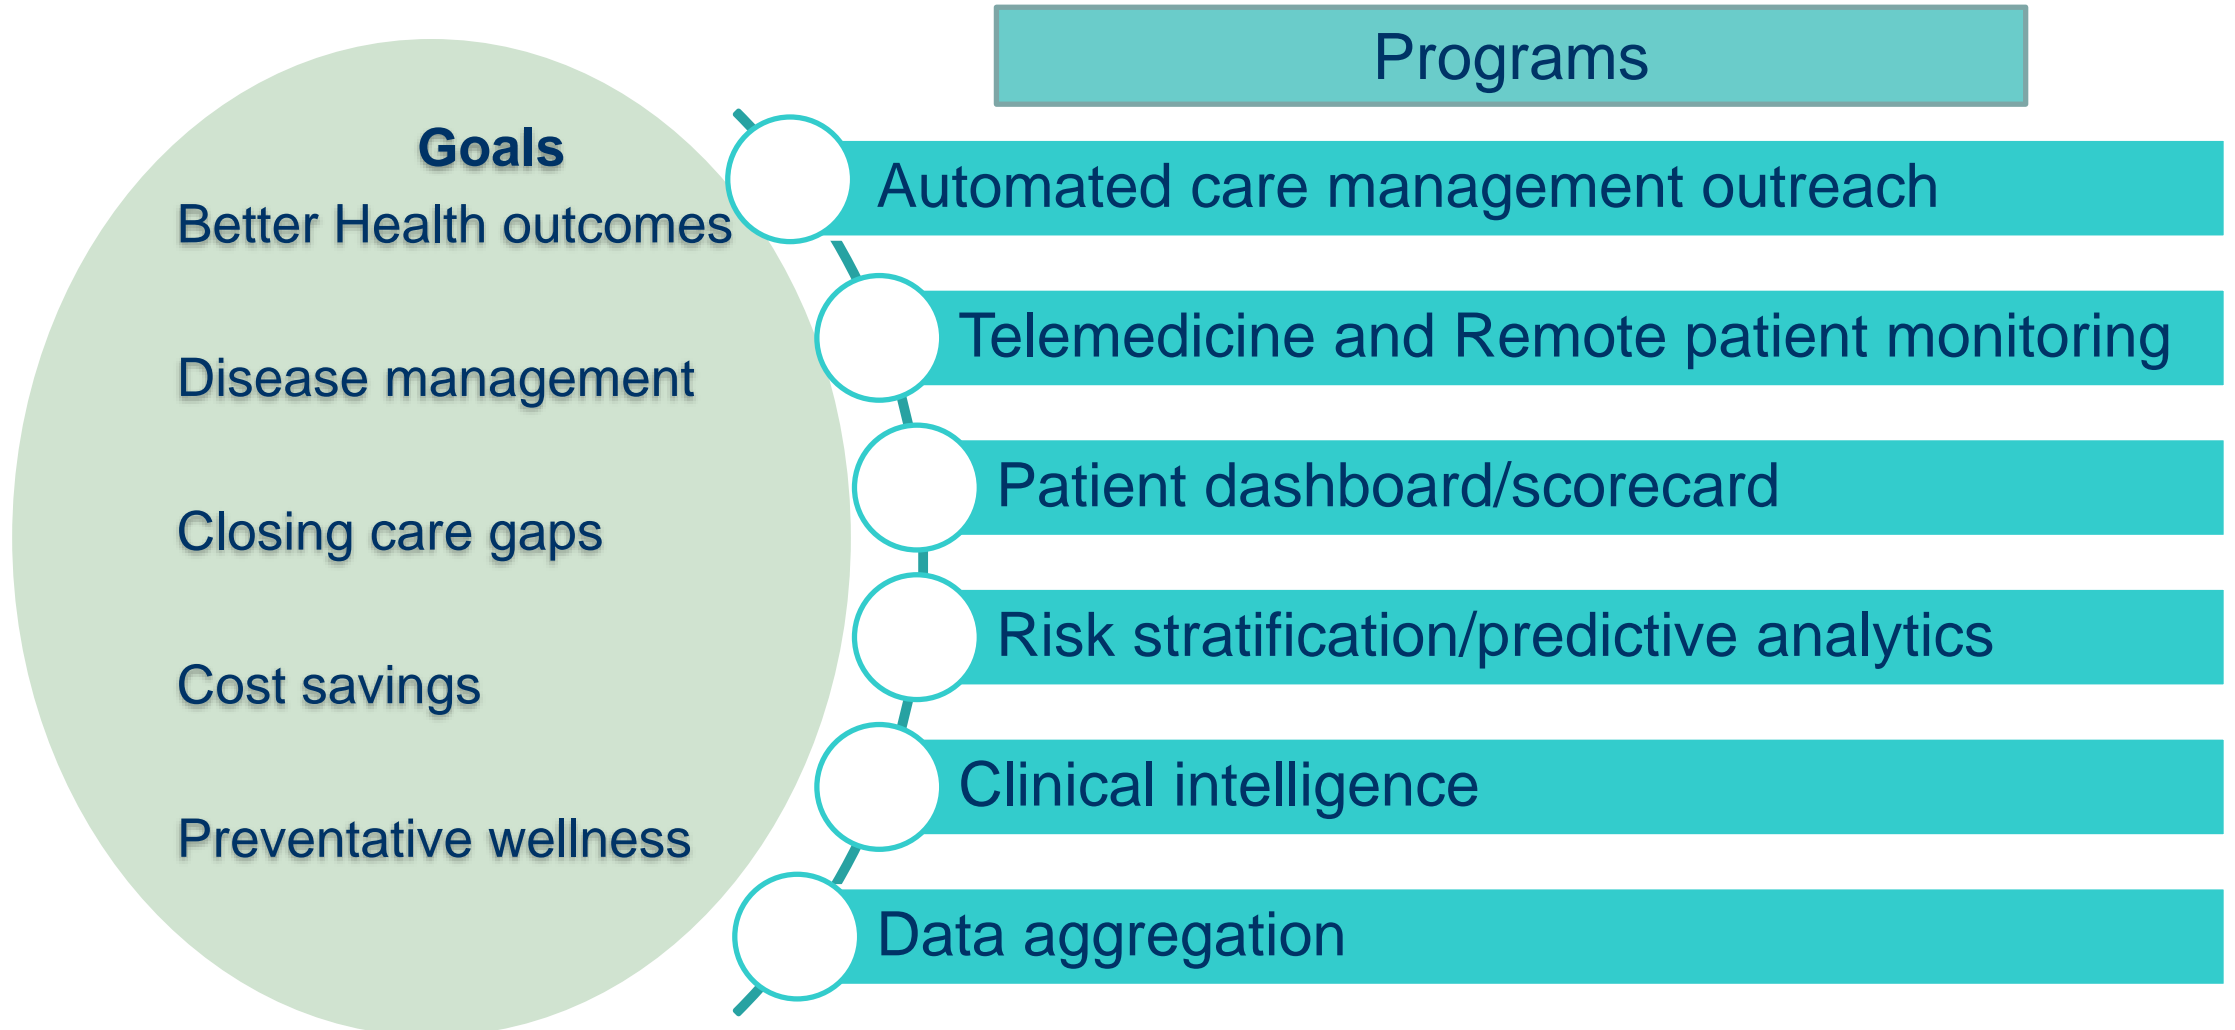 Goals
Better Health outcomes
Disease management
Closing care gaps
Cost savings
Preventative wellness
Programs
Automated care management outreach
Telemedicine and Remote patient monitoring
Patient dashboard/scorecard
Risk stratification/predictive analytics
Clinical intelligence
Data aggregation